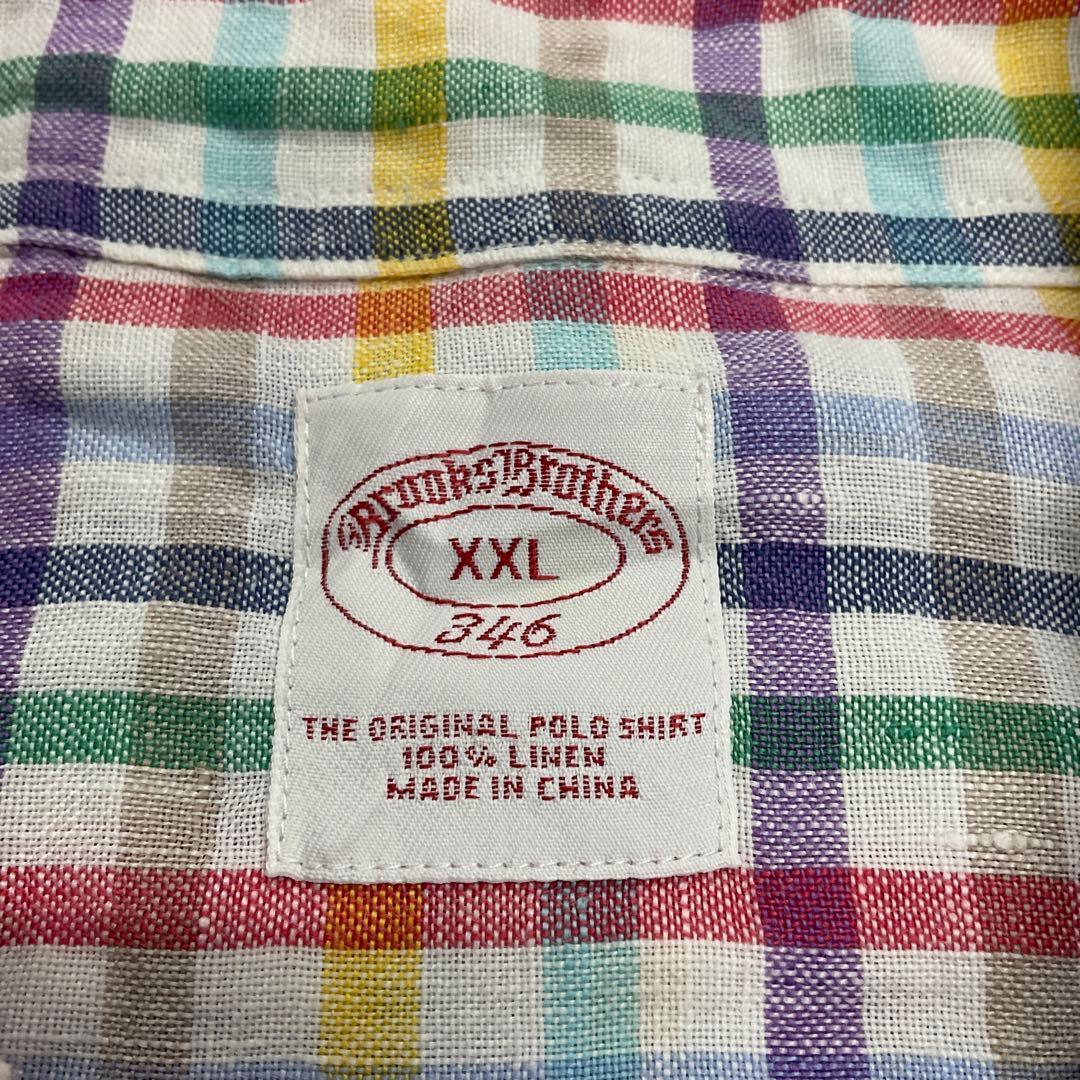 Brooks Brothers
XXL
346
THE ORIGINAL POLO SHIRT
100% LINEN
MADE IN CHINA